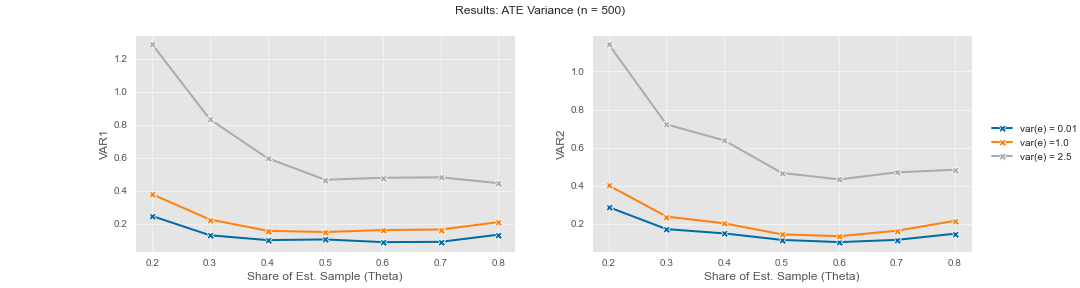 Results: ATE Variance (n = 500)
VAR1
1.2
1.0
0.8
0.6
0.4
0.2
0.2 0.3 0.4 0.5 0.6 0.7 0.8
Share of Est. Sample (Theta)
VAR2
1.0
0.8
0.6
0.4
0.2
0.2 0.3 0.4 0.5 0.6 0.7 0.8
Share of Est. Sample (Theta)
var(e) = 0.01
var(e) =1.0
var(e) = 2.5